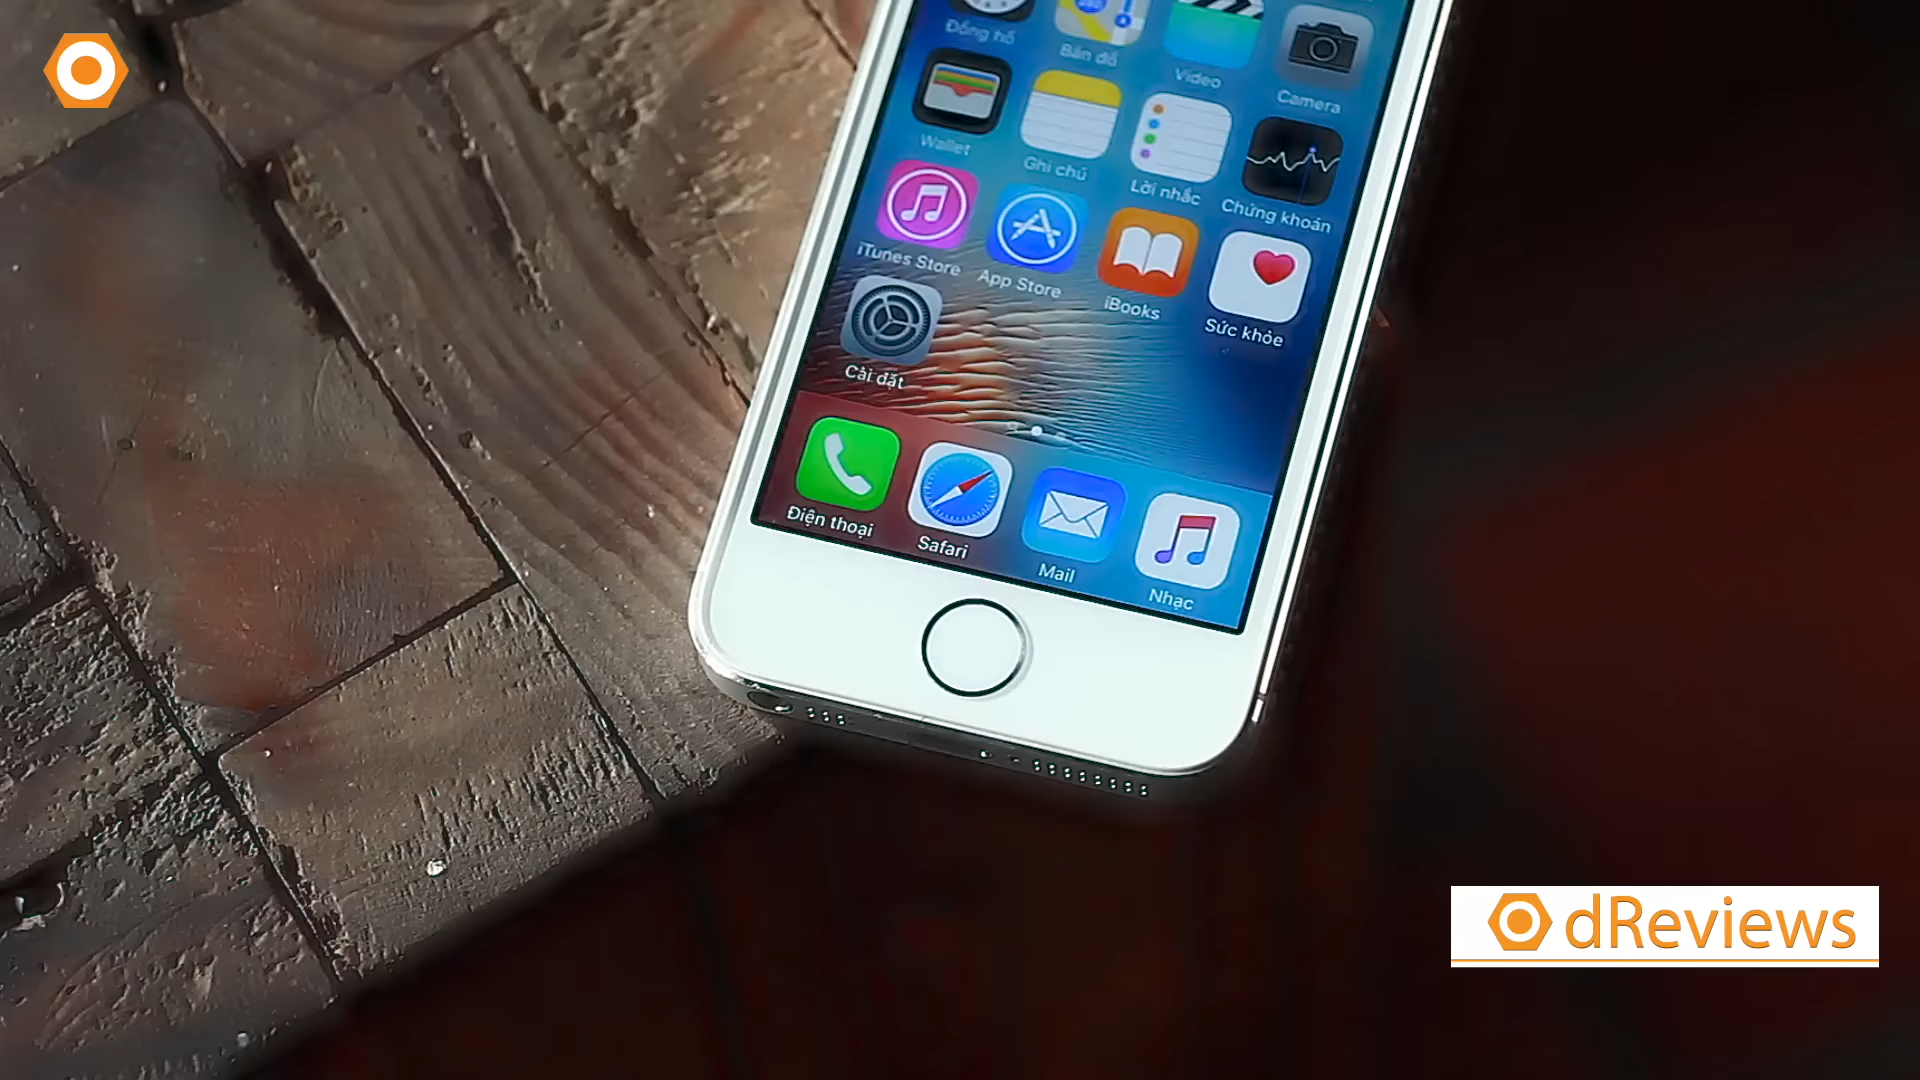 Đồng hồ
Bản đồ
Video
Camera
Wallet
Ghi chú
Lời nhắc
Chứng khoán
iTunes Store
App Store
iBooks
Sức khỏe
Cài đặt
Điện thoại
Safari
Mail
Nhạc
dReviews